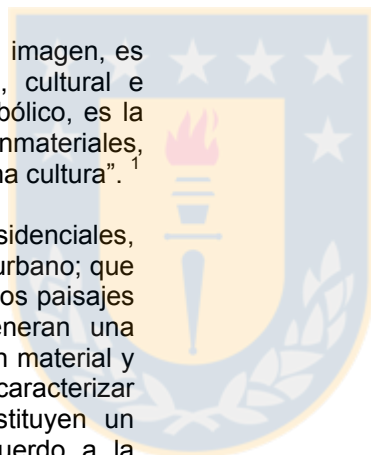 imagen, es
, cultural e
bólico, es la
nmateriales,
na cultura". 1
sidenciales,
urbano; que
os paisajes
neran una
n material y
caracterizar
stituyen un
uerdo a la